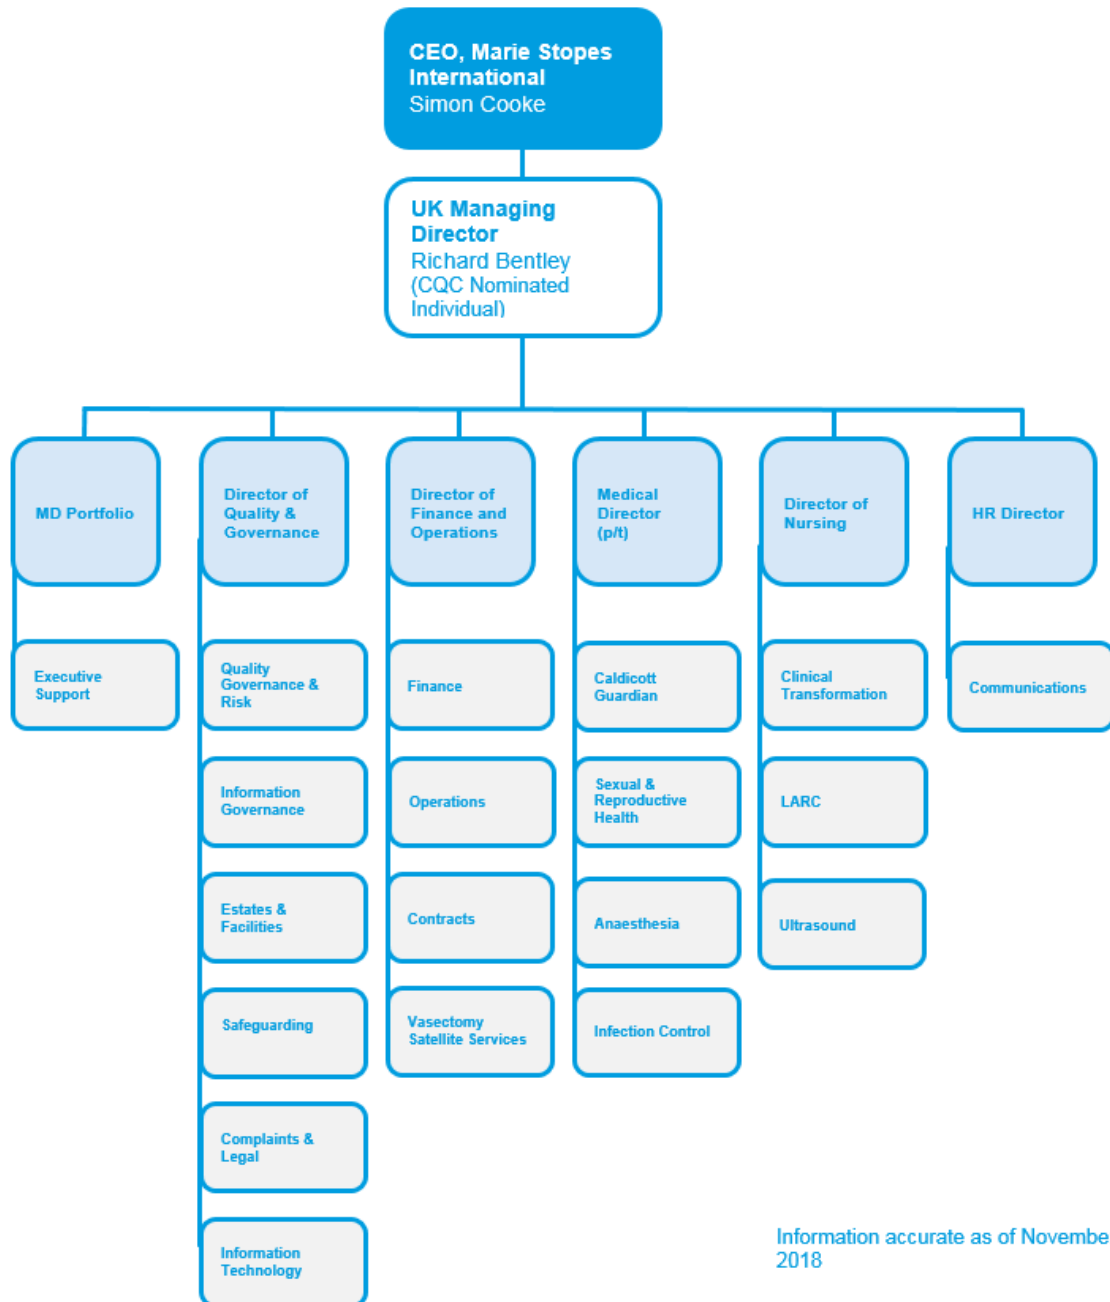 CEO, Marie Stopes
International
Simon Cooke
UK Managing
Director
Richard Bentley
(CQC Nominated
Individual)
MD Portfolio
Director of
Quality &
Governance
Director of
Finance and
Operations
Medical
Director
(p/t)
Director of
Nursing
HR Director
Executive
Support
Quality
Governance &
Risk
Finance
Caldicott
Guardian
Clinical
Transformation
Communications
Information
Governance
Operations
Sexual &
Reproductive
Health
LARC
Estates &
Facilities
Contracts
Anaesthesia
Ultrasound
Safeguarding
Vasectomy
Satellite Services
Infection Control
Complaints &
Legal
Information
Technology
Information accurate as of Novembe
2018